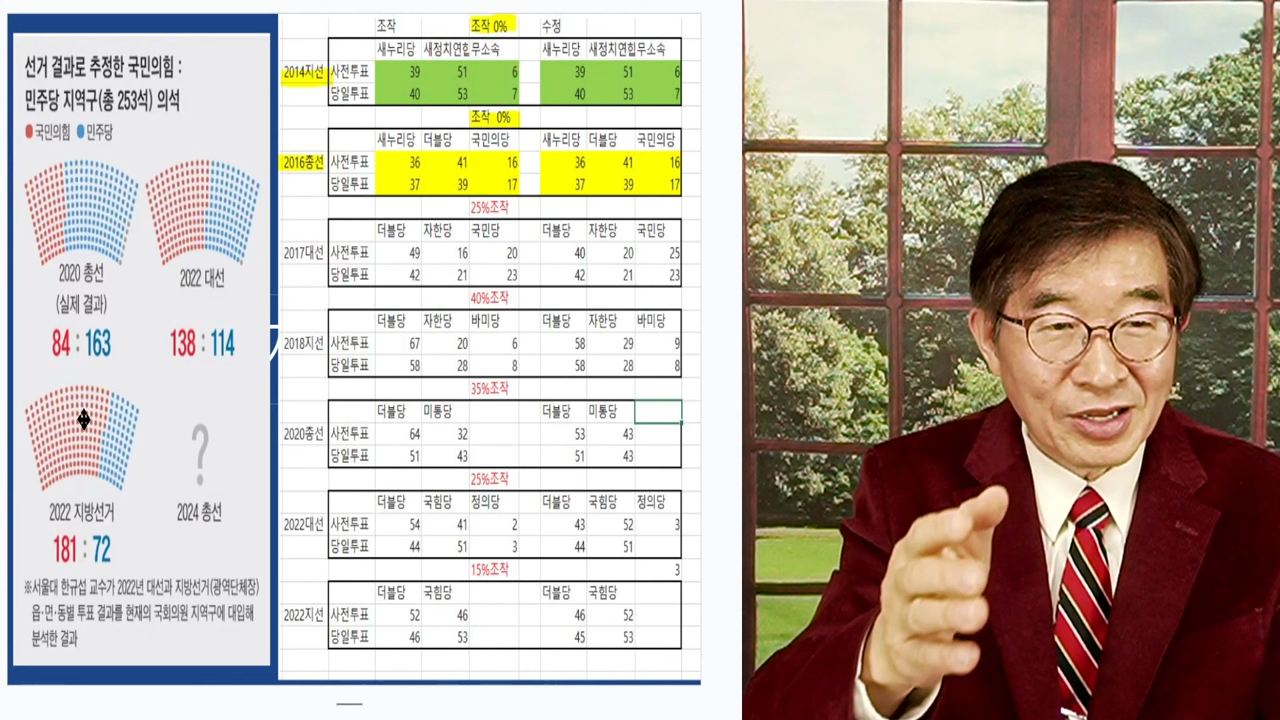 선거 결과로 추정한 국민의힘 :
민주당 지역구(총 253석) 의석
국민의힘 민주당
2020 총선
(실제 결과)
84 : 163
2022 대선
138 : 114
2022 지방선거
181 : 72
?
2024 총선
※서울대 한규섭 교수가 2022년 대선과 지방선거(광역단체장)
읍·면·동별 투표 결과를 현재의 국회의원 지역구에 대입해
분석한 결과
조작 조작 0% 수정
새누리당 새정치연합 무소속 새누리당 새정치연합 무소속
2014지선 사전투표 39 51 6 39 51 6
당일투표 40 53 7 40 53 7
조작 0%
새누리당 더불당 국민의당 새누리당 더불당 국민의당
2016총선 사전투표 36 41 16 36 41 16
당일투표 37 39 17 37 39 17
25%조작
더불당 자한당 국민당 더불당 자한당 국민당
2017대선 사전투표 49 16 20 40 20 25
당일투표 42 21 23 42 21 23
40%조작
더불당 자한당 바미당 더불당 자한당 바미당
2018지선 사전투표 67 20 6 58 29 9
당일투표 58 28 8 58 28 8
35%조작
더불당 미통당 더불당 미통당
2020총선 사전투표 64 32 53 43
당일투표 51 43 51 43
25%조작
더불당 국힘당 정의당 더불당 국힘당 정의당
2022대선 사전투표 54 41 2 43 52 3
당일투표 44 51 3 44 51
15%조작 3
더불당 국힘당 더불당 국힘당
2022지선 사전투표 52 46 46 52
당일투표 46 53 45 53